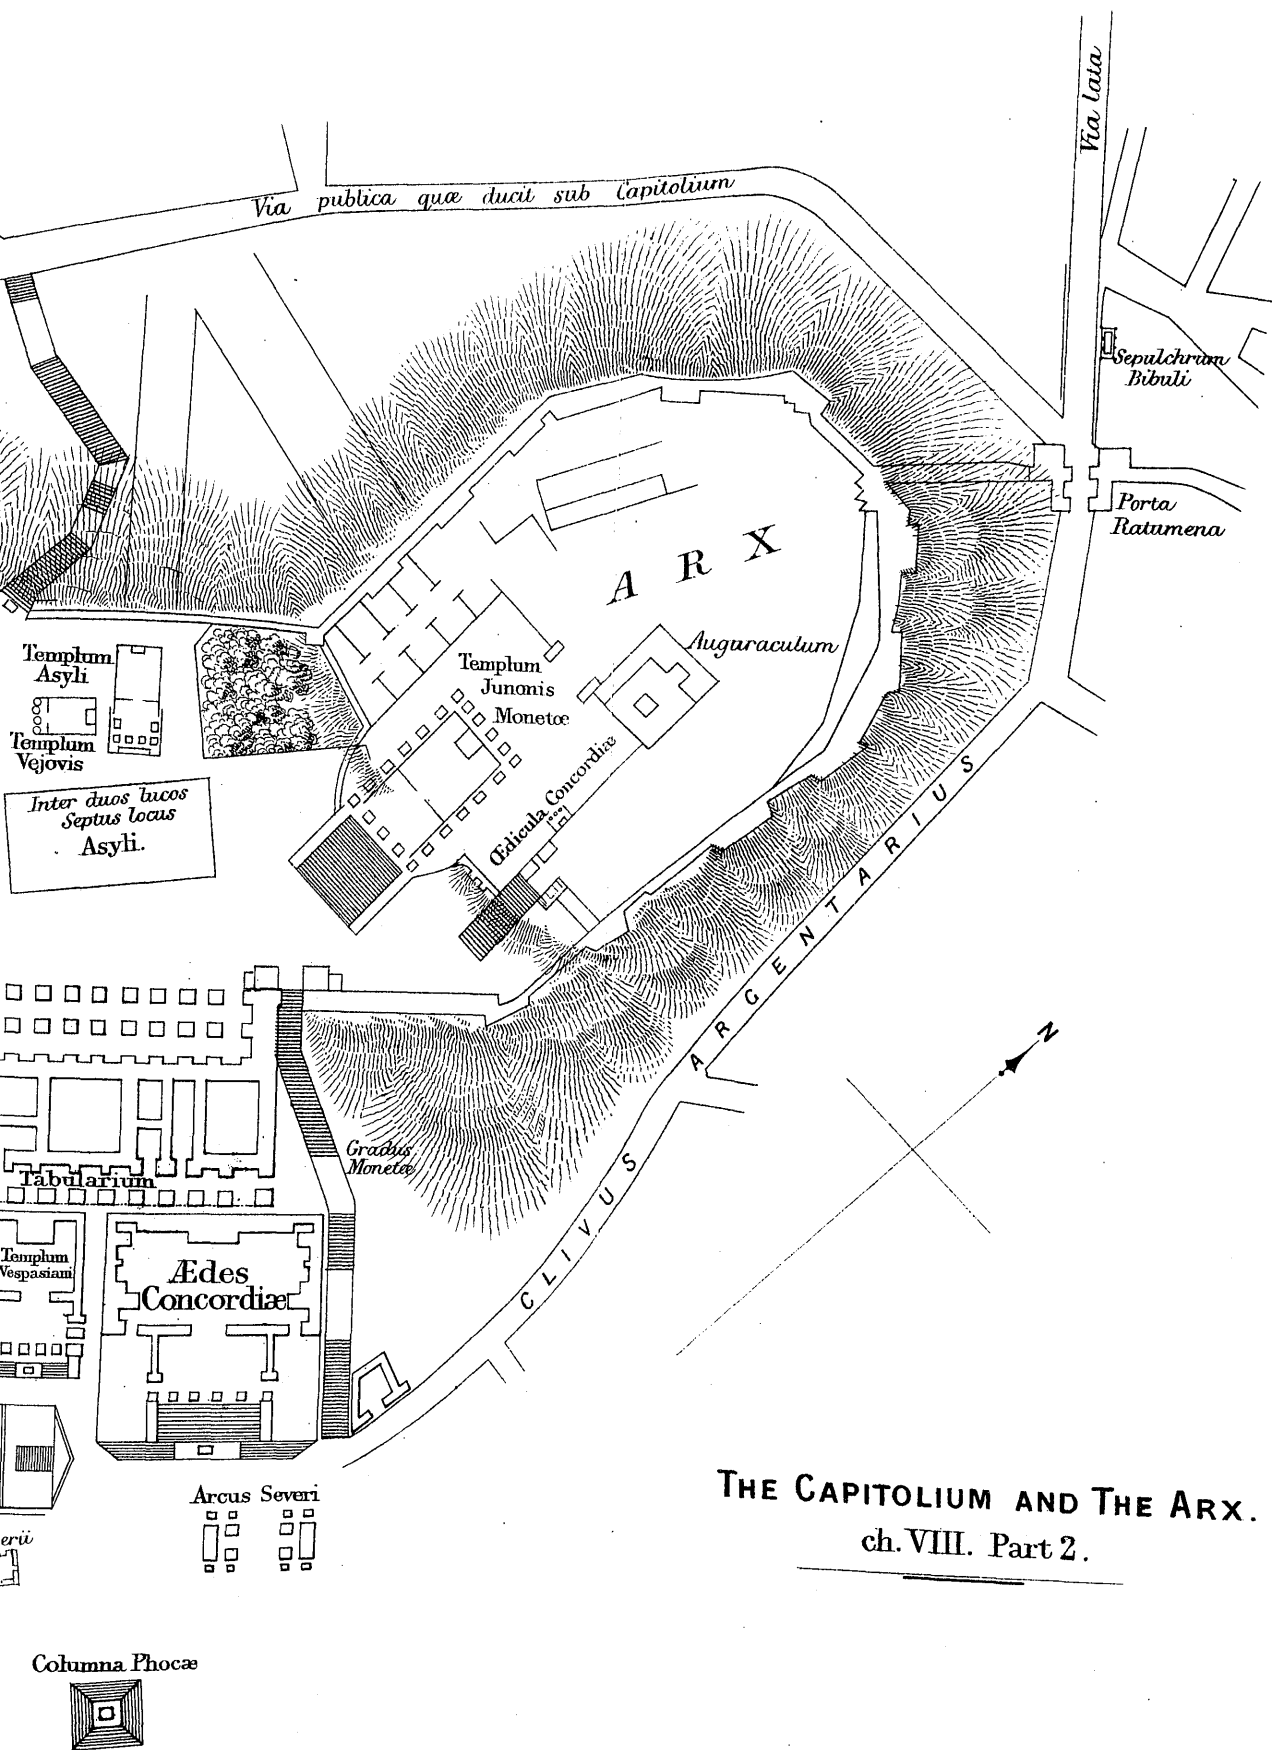 Via lata
Via publica quæ ducit sub Capitolium
Sepulchrum
Bibuli
Porta
Ratumena
A R X
Auguraculum
Templum
Junonis
Monetæ
Œdicula Concordiæ
Templum
Asyli
Templum
Vejovis
Inter duos lucos
Septus locus
Asyli.
CLIVUS ARGENTARIUS
N
Gradus
Monetæ
Tabularium
Templum
Vespasiani
Ædes
Concordiæ
Arcus Severi
erii
Columna Phocæ
THE CAPITOLIUM AND THE ARX.
ch. VIII. Part 2.